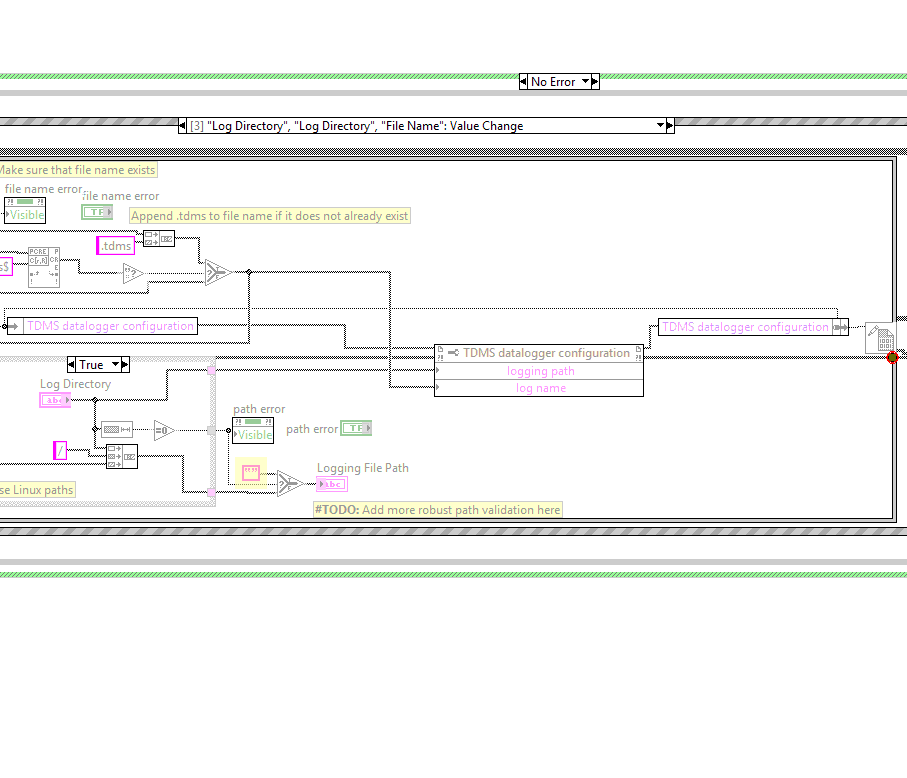 No Error
[3] "Log Directory", "Log Directory", "File Name": Value Change
Make sure that file name exists
file name error
file name error
Visible
TF
Append .tdms to file name if it does not already exist
.tdms
PCRE
s$
?
TDMS datalogger configuration
TDMS datalogger configuration
TDMS datalogger configuration
logging path
log name
True
Log Directory
abc
=0
/
path error
Visible
path error
TF
""
Logging File Path
abc
se Linux paths
#TODO: Add more robust path validation here